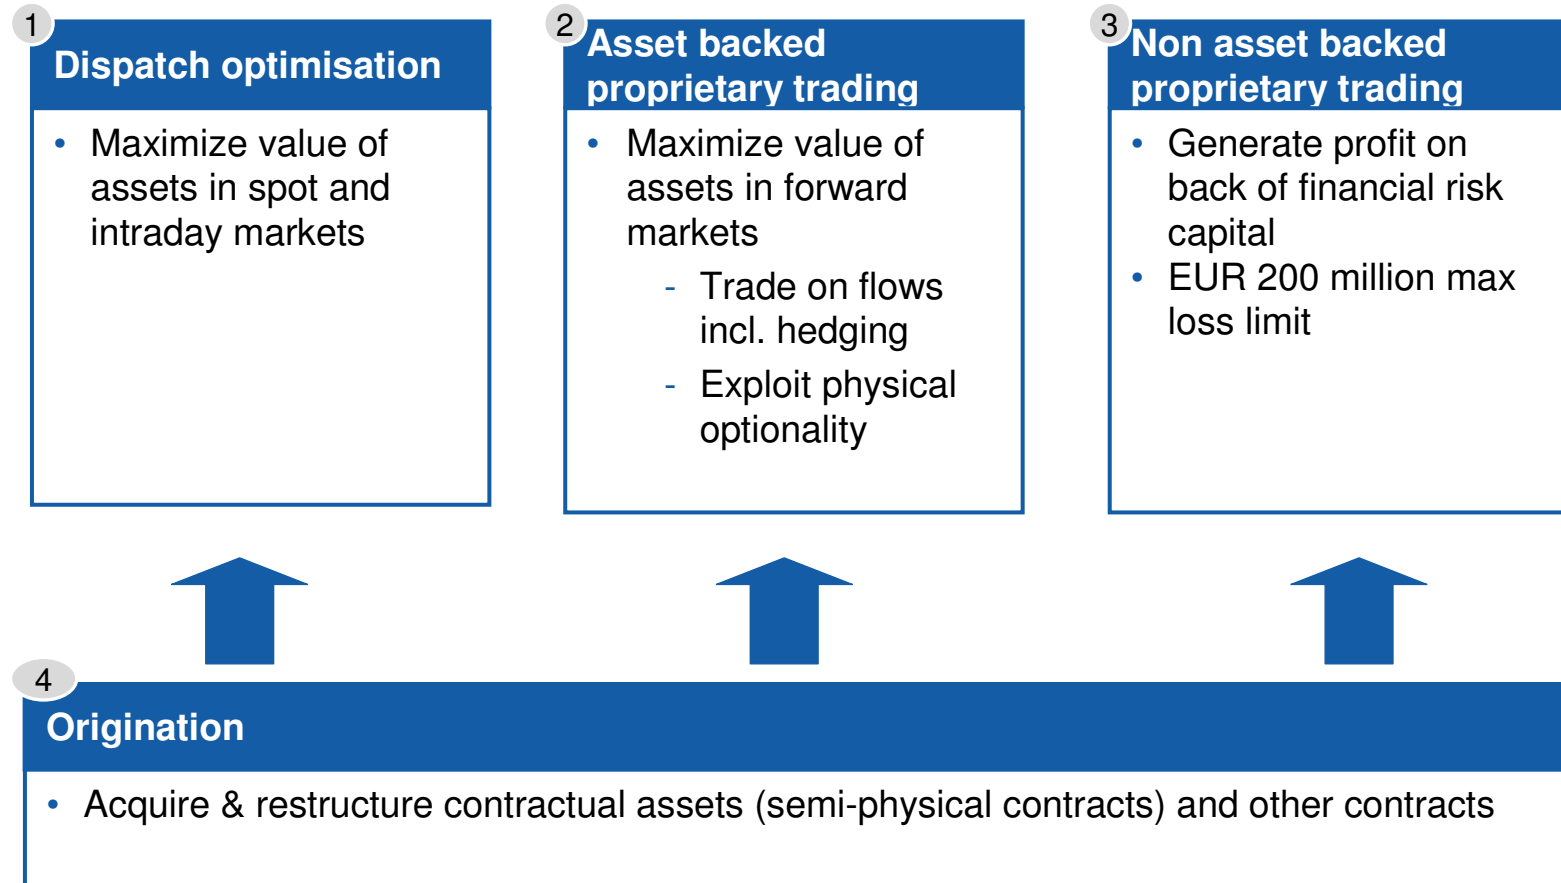 1
Dispatch optimisation
• Maximize value of
assets in spot and
intraday markets
2
Asset backed
proprietary trading
• Maximize value of
assets in forward
markets
- Trade on flows
incl. hedging
- Exploit physical
optionality
3
Non asset backed
proprietary trading
• Generate profit on
back of financial risk
capital
• EUR 200 million max
loss limit
4
Origination
• Acquire & restructure contractual assets (semi-physical contracts) and other contracts